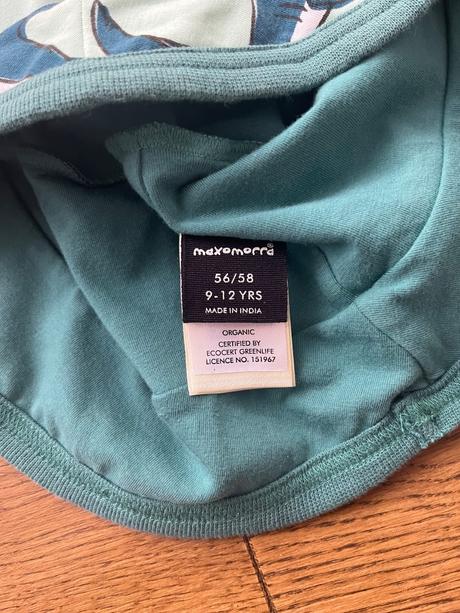 maxomorra®
56/58
9-12 YRS
MADE IN INDIA
ORGANIC
CERTIFIED BY
ECOCERT GREENLIFE
LICENCE NO. 151967